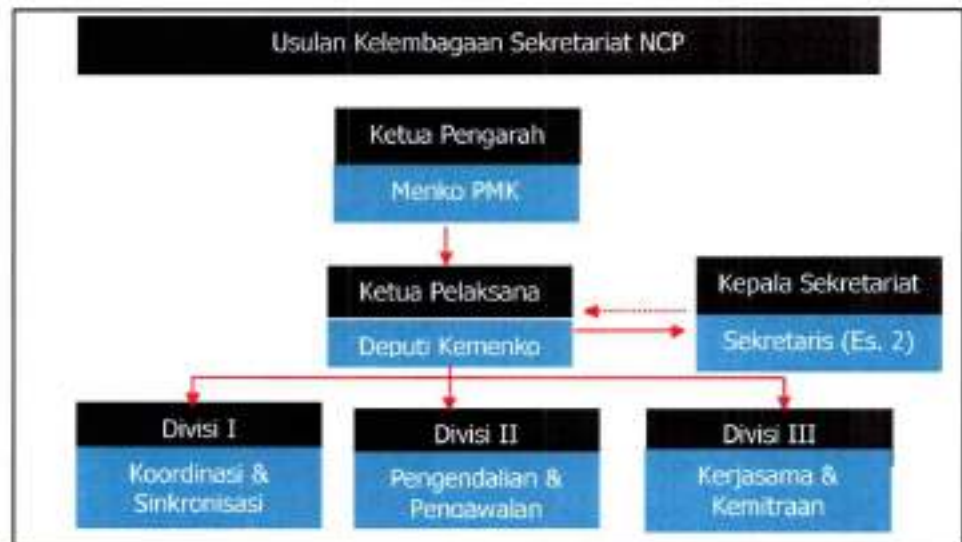 Usulan Kelembagaan Sekretariat NCP
Ketua Pengarah
Menko PMK
Ketua Pelaksana
Deputi Kemenko
Kepala Sekretariat
Sekretaris (Es. 2)
Divisi I
Koordinasi &
Sinkronisasi
Divisi II
Pengendalian &
Pengawalan
Divisi III
Kerjasama &
Kemitraan